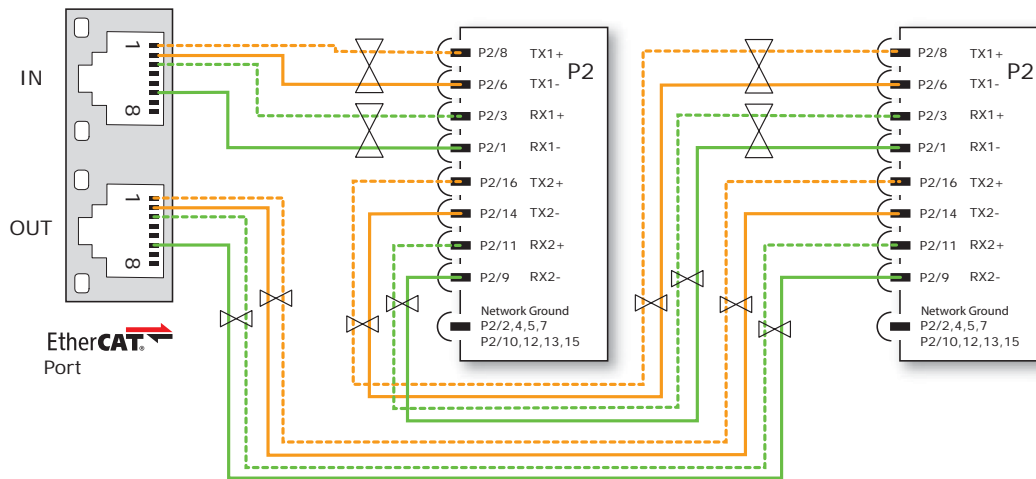 IN
1
8
OUT
1
8
EtherCAT®
Port
P2
P2/8 TX1+
P2/6 TX1-
P2/3 RX1+
P2/1 RX1-
P2/16 TX2+
P2/14 TX2-
P2/11 RX2+
P2/9 RX2-
Network Ground
P2/2,4,5,7
P2/10,12,13,15
P2
P2/8 TX1+
P2/6 TX1-
P2/3 RX1+
P2/1 RX1-
P2/16 TX2+
P2/14 TX2-
P2/11 RX2+
P2/9 RX2-
Network Ground
P2/2,4,5,7
P2/10,12,13,15